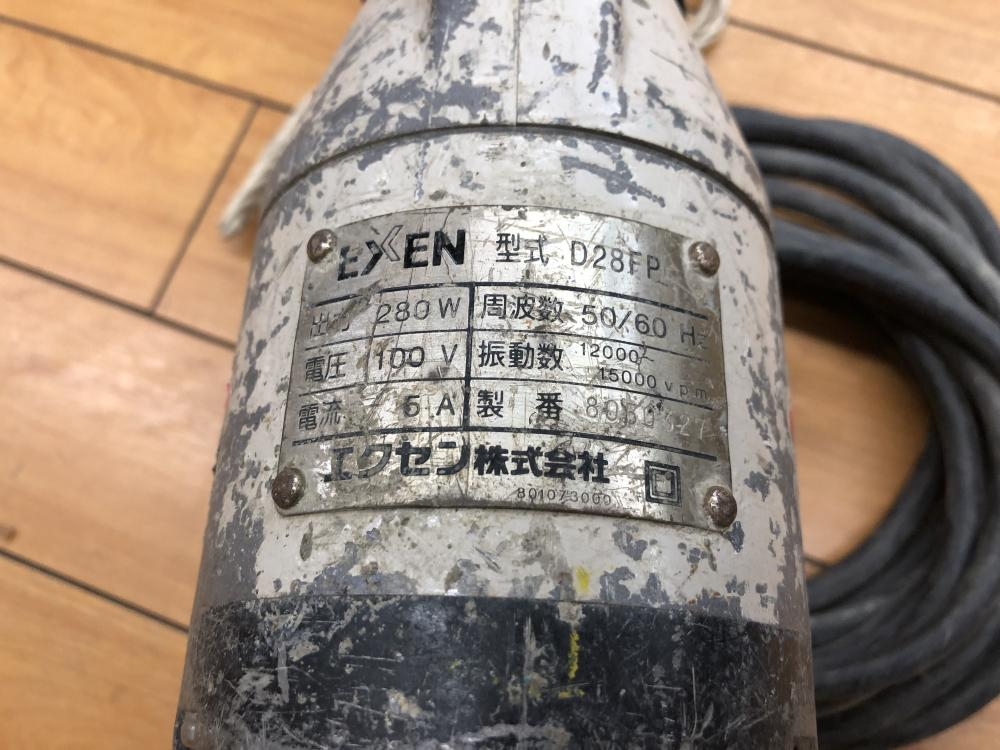 EXEN 型式 D28FP
出力 280W 周波数 50/60 Hz
電圧 100 V 振動数 12000~
15000 v.p.m
電流 5 A 製番
エクセン株式会社
801073000